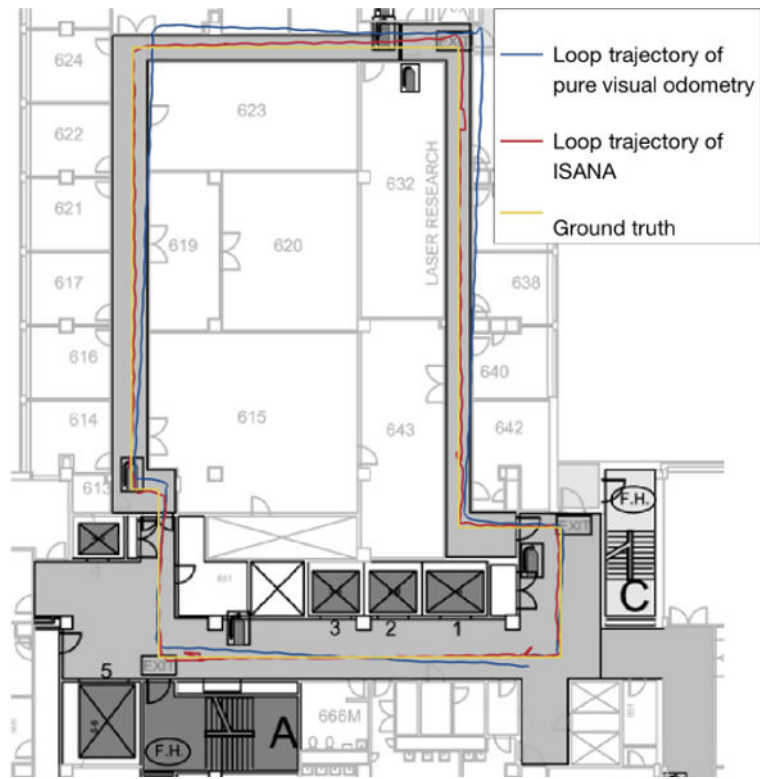 Loop trajectory of
pure visual odometry
Loop trajectory of
ISANA
Ground truth
EXIT
624
623
622
632
LASER RESEARCH
621
619
620
617
638
616
640
615
614
643
642
613
F.H.
EXIT
C
3
2
1
5
EXIT
666M
A
F.H.